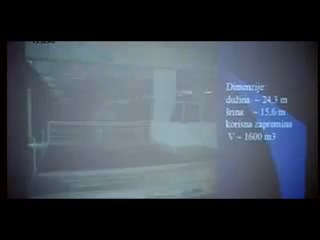 Dimenzije
dužina ~ 24,3 m
širina ~ 15,6 m
korisna zapremina
V ~ 1600 m3